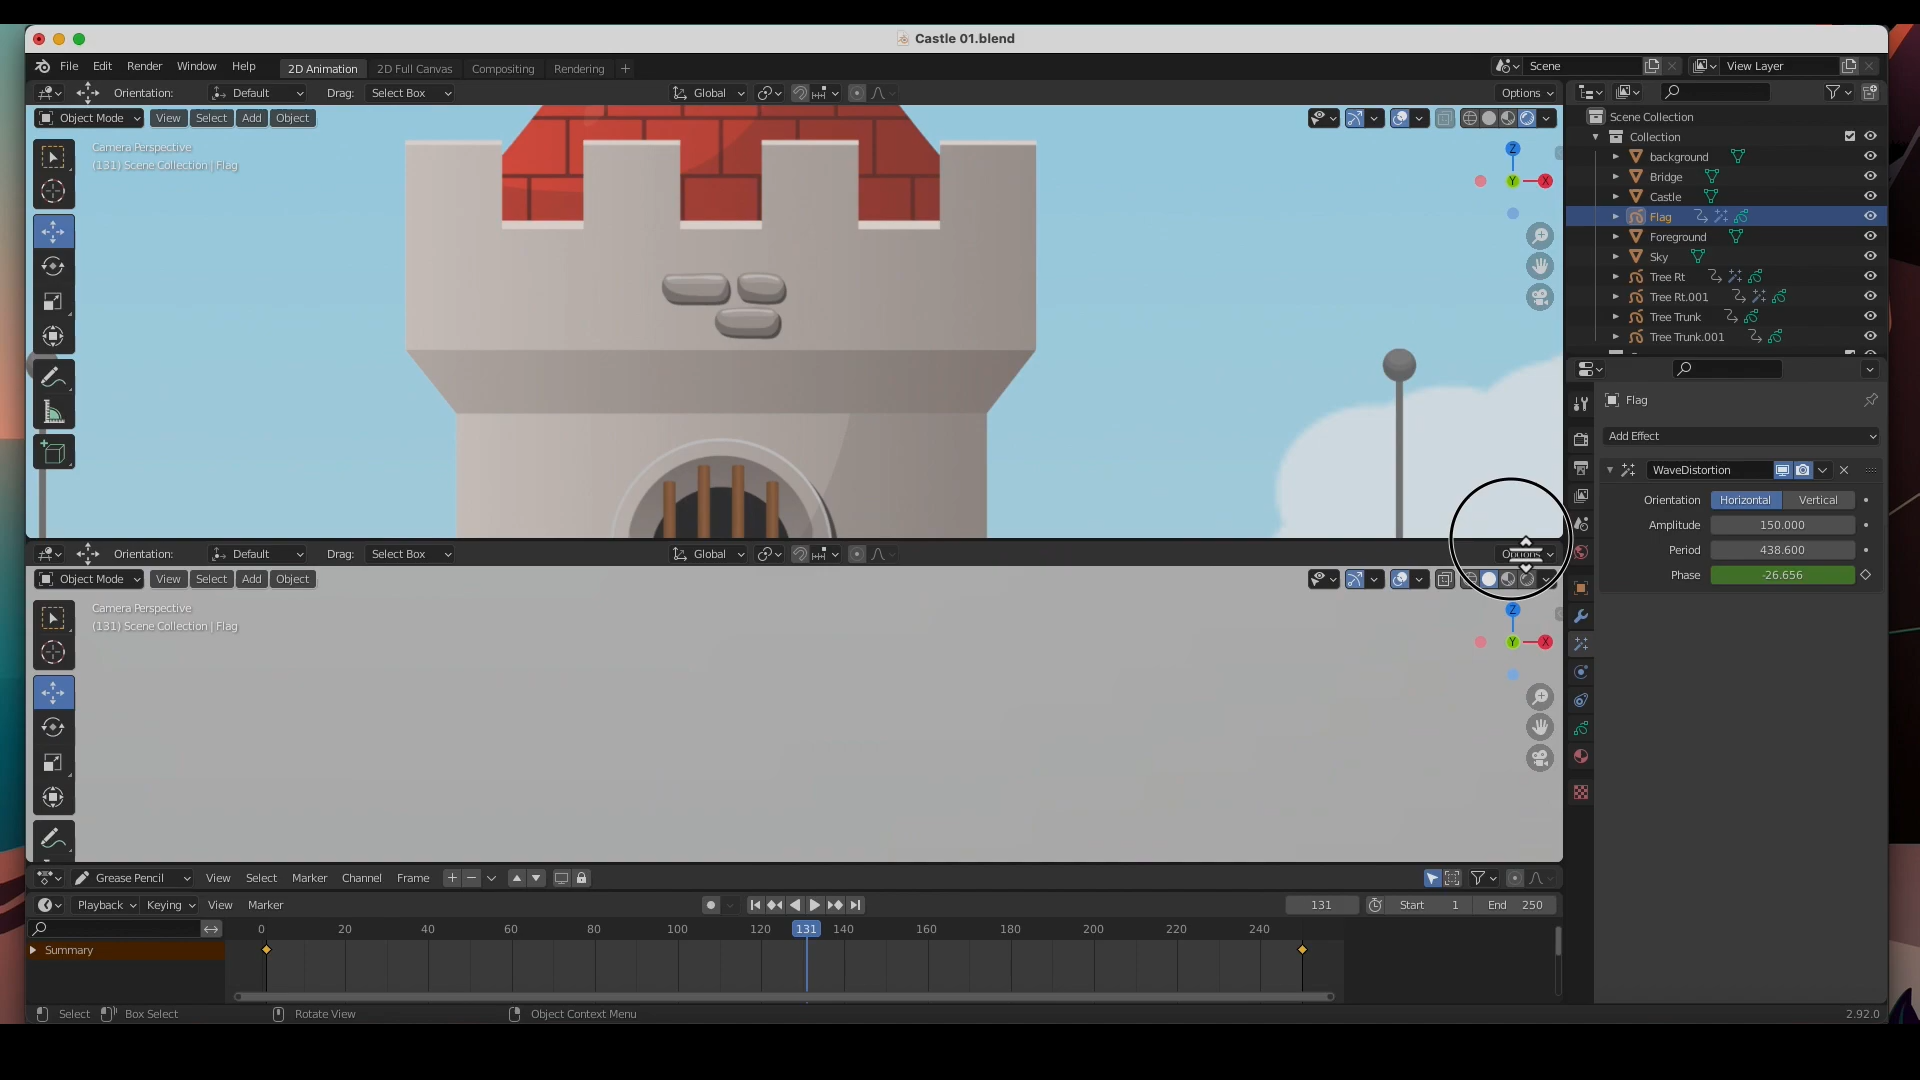 Castle 01.blend
File Edit Render Window Help 2D Animation 2D Full Canvas Compositing Rendering + Scene View Layer
Orientation: Default Drag: Select Box Global Options
Object Mode View Select Add Object
Camera Perspective
(131) Scene Collection | Flag
Z
Y
X
Scene Collection
Collection
background
Bridge
Castle
Flag
Foreground
Sky
Tree Rt
Tree Rt.001
Tree Trunk
Tree Trunk.001
Flag
Add Effect
WaveDistortion
Orientation Horizontal Vertical
Amplitude 150.000
Period 438.600
Phase -26.656
Orientation: Default Drag: Select Box Global Options
Object Mode View Select Add Object
Camera Perspective
(131) Scene Collection | Flag
Z
Y
X
Grease Pencil View Select Marker Channel Frame
Playback Keying View Marker 131 Start 1 End 250
0 20 40 60 80 100 120 131 140 160 180 200 220 240
Summary
Select Box Select Rotate View Object Context Menu 2.92.0